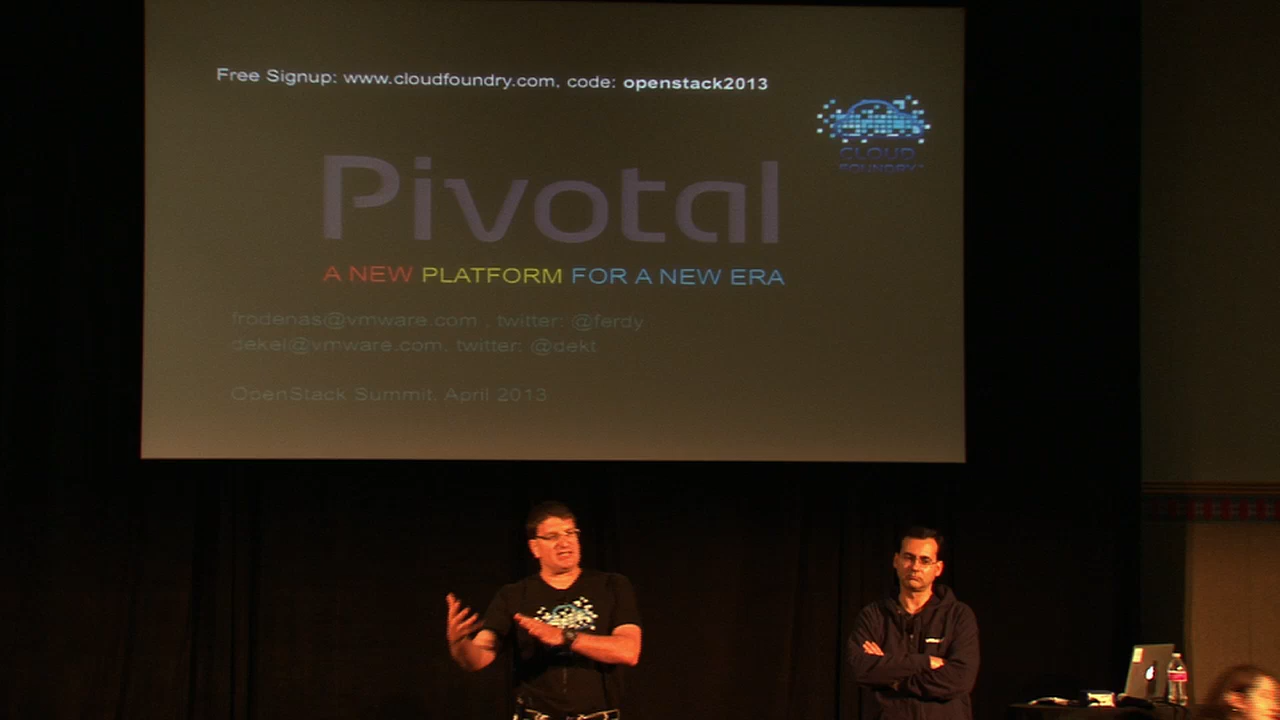 Free Signup: www.cloudfoundry.com, code: openstack2013
CLOUD
FOUNDRY™
Pivotal
A NEW PLATFORM FOR A NEW ERA
frodenas@vmware.com , twitter: @ferdy
dekel@vmware.com, twitter: @dekt
OpenStack Summit, April 2013